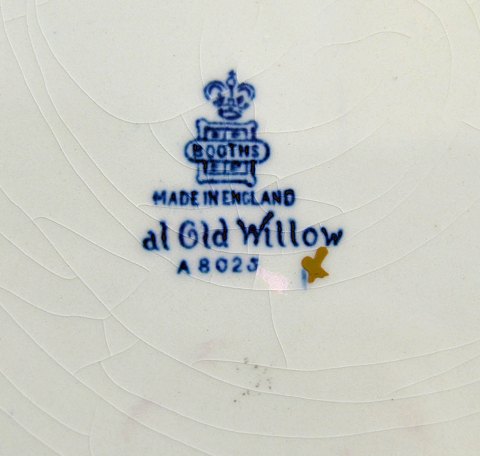 BOOTHS
MADE IN ENGLAND
al Old Willow
A 8025